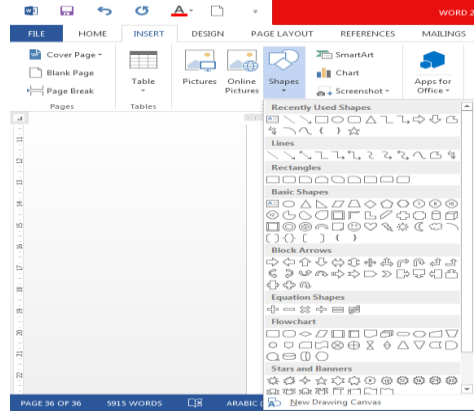 WORD 2
FILE HOME INSERT DESIGN PAGE LAYOUT REFERENCES MAILINGS
Cover Page
Blank Page
Page Break
Pages
Table
Tables
Pictures
Online Pictures
Shapes
SmartArt
Chart
Screenshot
Apps for Office
Recently Used Shapes
Lines
Rectangles
Basic Shapes
Block Arrows
Equation Shapes
Flowchart
Stars and Banners
New Drawing Canvas
PAGE 36 OF 36 5915 WORDS ARABIC (